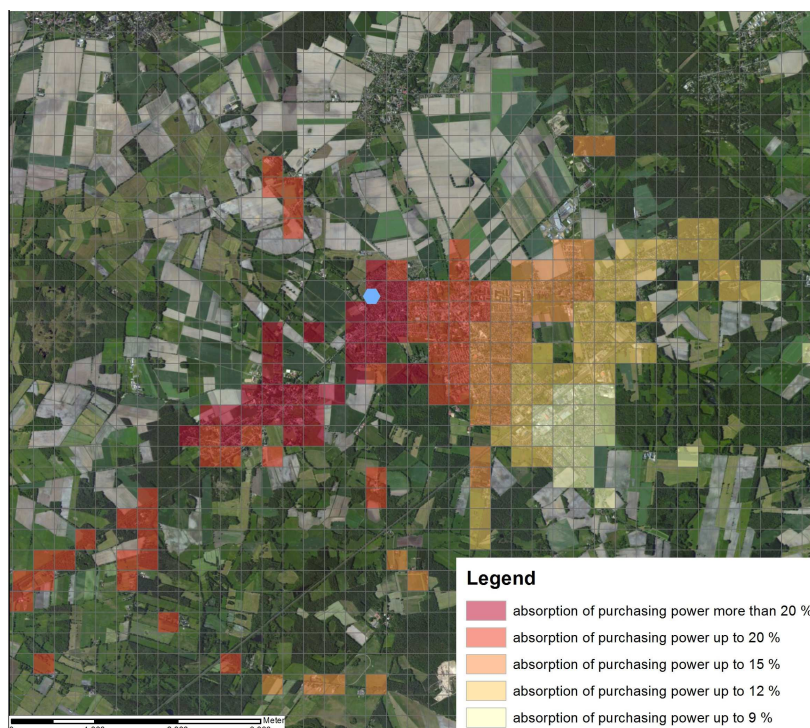 Legend
absorption of purchasing power more than 20 %
absorption of purchasing power up to 20 %
absorption of purchasing power up to 15 %
absorption of purchasing power up to 12 %
absorption of purchasing power up to 9 %
Meter